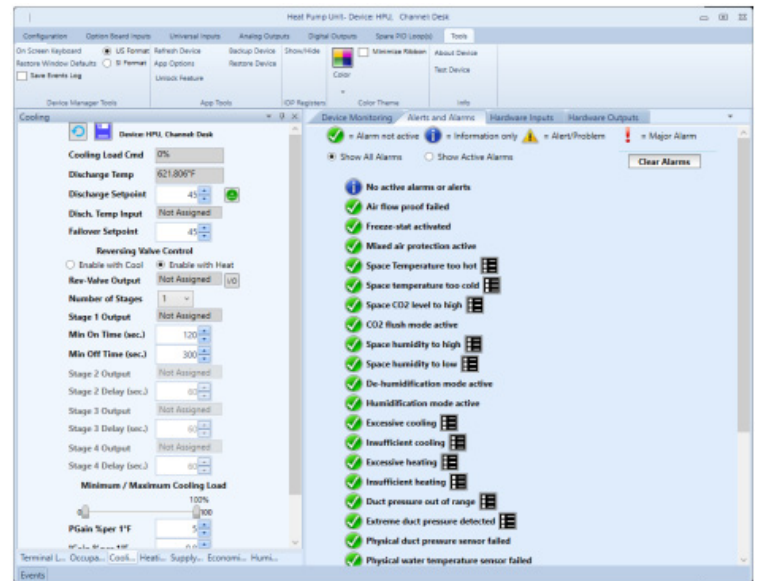 Heat Pump Unit- Device: HPU, Channel: Desk
Configuration Option Board Inputs Universal Inputs Analog Outputs Digital Outputs Spare PID Loop(s) Tools
On Screen Keyboard US Format Refresh Device Backup Device Show/Hide Minimize Ribbon About Device
Restore Window Defaults SI Format App Options Restore Device
Save Events Log Unlock Feature Color Test Device
Device Manager Tools App Tools IOP Registers Color Theme Info
Cooling
Device: HPU, Channel: Desk
Cooling Load Cmd 0%
Discharge Temp 621.806°F
Discharge Setpoint 45
Disch. Temp Input Not Assigned
Failover Setpoint 45
Reversing Valve Control
Enable with Cool Enable with Heat
Rev-Valve Output Not Assigned I/O
Number of Stages 1
Stage 1 Output Not Assigned
Min On Time (sec.) 120
Min Off Time (sec.) 300
Stage 2 Output Not Assigned
Stage 2 Delay (sec.) 60
Stage 3 Output Not Assigned
Stage 3 Delay (sec.) 60
Stage 4 Output Not Assigned
Stage 4 Delay (sec.) 60
Minimum / Maximum Cooling Load
100%
0 100
PGain %per 1°F 5
Terminal L... Occupa... Cooli... Heati... Supply... Economi... Humi...
Events
Device Monitoring Alerts and Alarms Hardware Inputs Hardware Outputs
= Alarm not active = Information only = Alert/Problem = Major Alarm
Show All Alarms Show Active Alarms Clear Alarms
No active alarms or alerts
Air flow proof failed
Freeze-stat activated
Mixed air protection active
Space Temperature too hot
Space temperature too cold
Space CO2 level to high
CO2 flush mode active
Space humidity to high
Space humidity to low
De-humidification mode active
Humidification mode active
Excessive cooling
Insufficient cooling
Excessive heating
Insufficient heating
Duct pressure out of range
Extreme duct pressure detected
Physical duct pressure sensor failed
Physical water temperature sensor failed